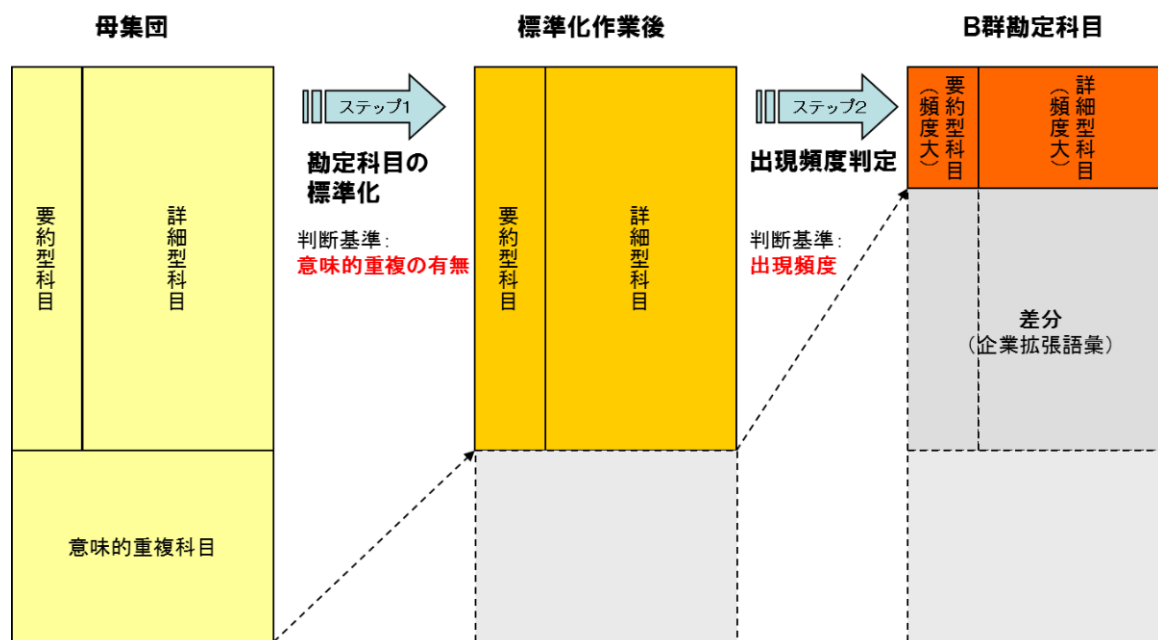 母集団
標準化作業後
B群勘定科目
要約型科目
詳細型科目
意味的重複科目
ステップ1
勘定科目の
標準化
判断基準：
意味的重複の有無
要約型科目
詳細型科目
ステップ2
出現頻度判定
判断基準：
出現頻度
要約型科目
（頻度大）
詳細型科目
（頻度大）
差分
（企業拡張語彙）